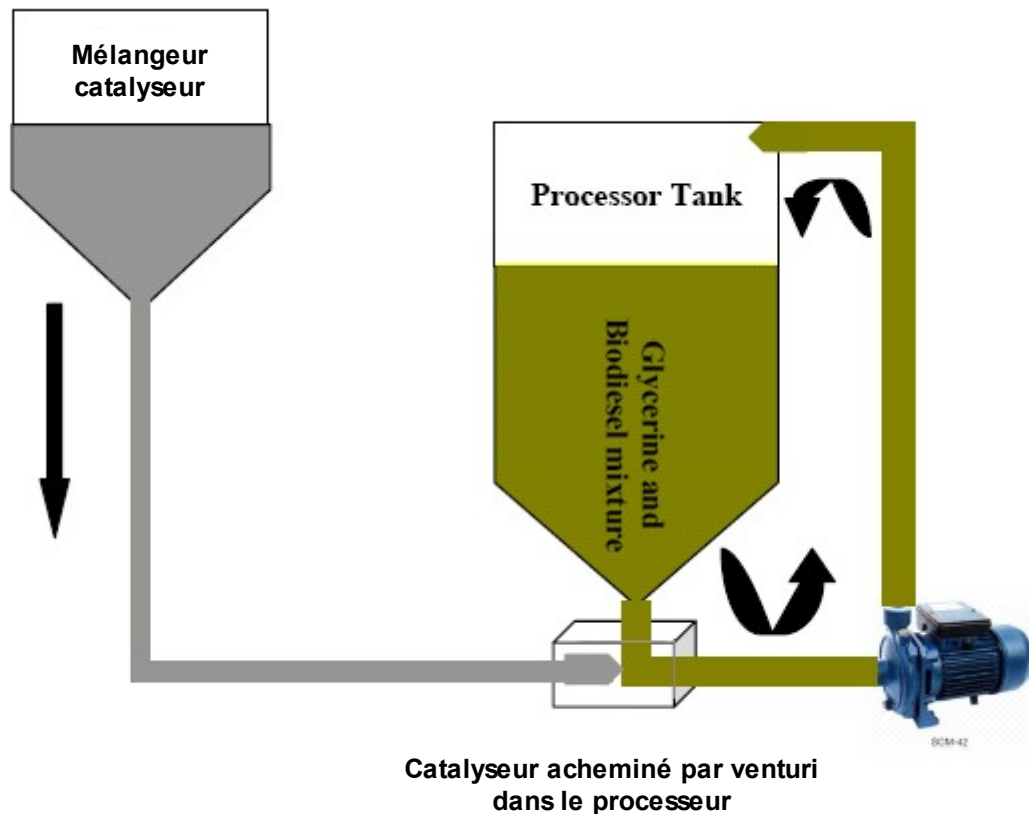 Mélangeur
catalyseur
Processor Tank
Glycerine and
Biodiesel mixture
SCM-42
Catalyseur acheminé par venturi
dans le processeur